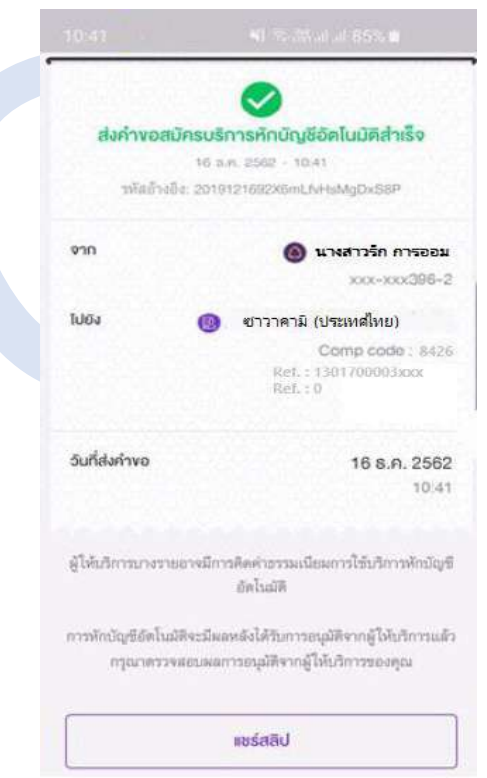 10:41 85%
ส่งคำขอสมัครบริการหักบัญชีอัตโนมัติสำเร็จ
16 ธ.ค. 2562 - 10:41
รหัสอ้างอิง: 2019121692X6mLfvHsMgDxS8P
จาก นางสาวรัก การออม
xxx-xxx396-2
ไปยัง ซาวาคามิ (ประเทศไทย)
Comp code : 8426
Ref. : 1301700003xxx
Ref. : 0
วันที่ส่งคำขอ 16 ธ.ค. 2562
10:41
ผู้ให้บริการบางรายอาจมีการคิดค่าธรรมเนียมการใช้บริการหักบัญชี
อัตโนมัติ
การหักบัญชีอัตโนมัติจะมีผลหลังได้รับการอนุมัติจากผู้ให้บริการแล้ว
กรุณาตรวจสอบผลการอนุมัติจากผู้ให้บริการของคุณ
แชร์สลิป